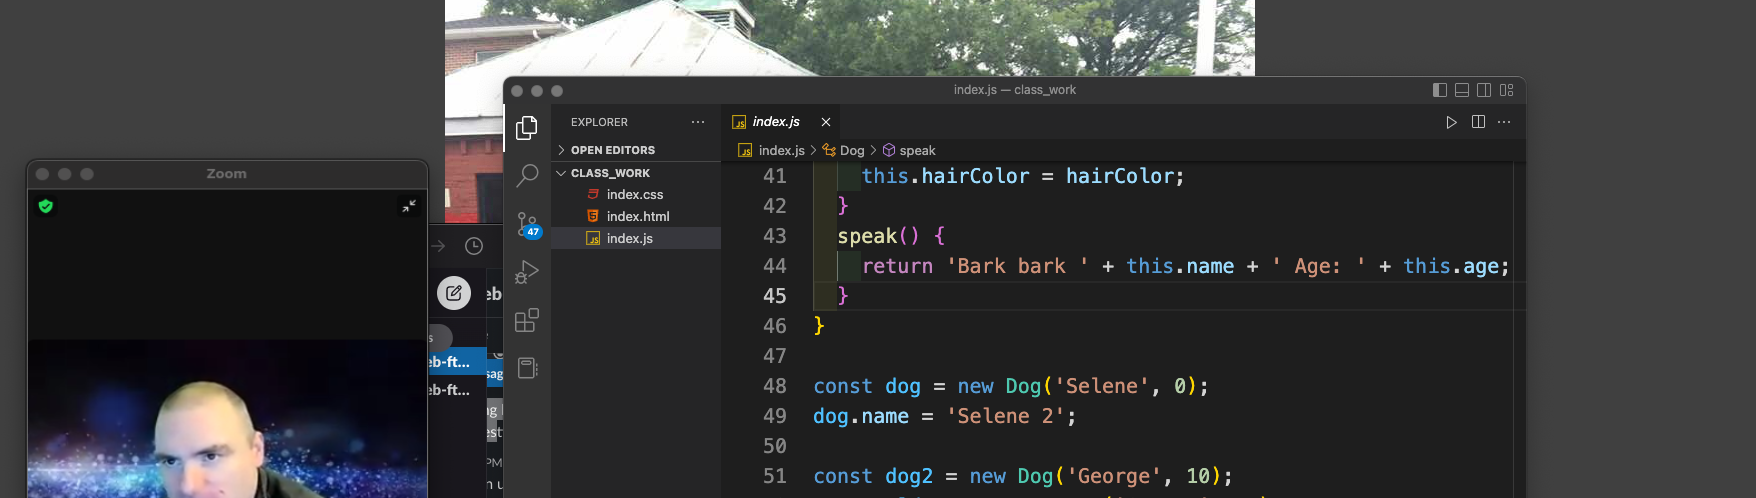 index.js — class_work
EXPLORER
index.js
OPEN EDITORS
index.js > Dog > speak
CLASS_WORK
index.css
index.html
index.js
47
41 this.hairColor = hairColor;
42 }
43 speak() {
44 return 'Bark bark ' + this.name + ' Age: ' + this.age;
45 }
46 }
47
48 const dog = new Dog('Selene', 0);
49 dog.name = 'Selene 2';
50
51 const dog2 = new Dog('George', 10);
Zoom
eb
s
eb-ft...
eb-ft...
sag
est
PM